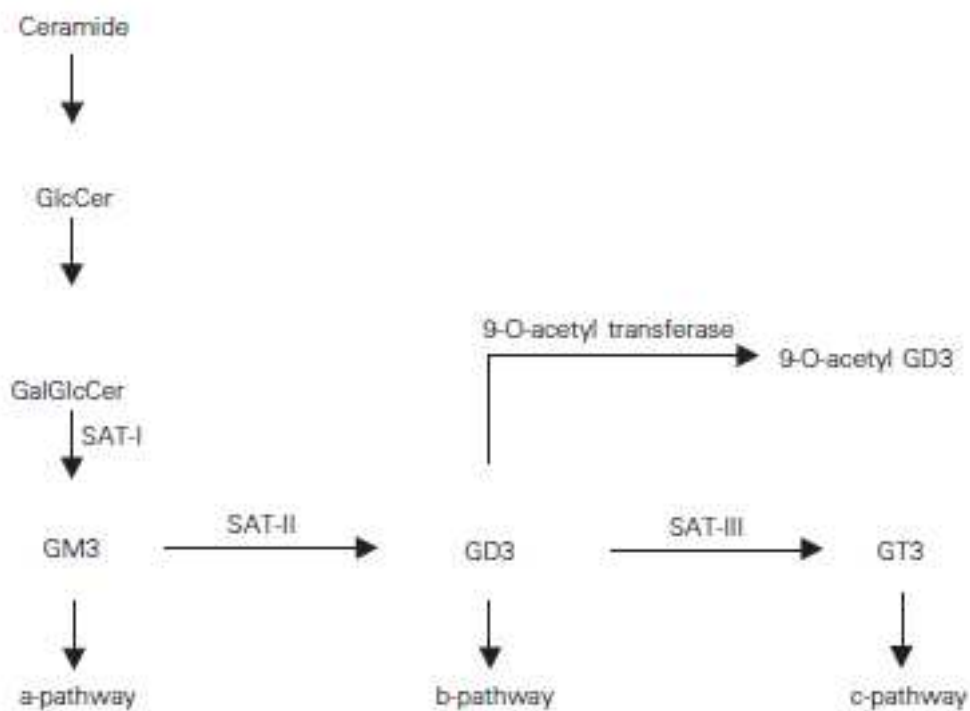 Ceramide
GlcCer
9-O-acetyl transferase
9-O-acetyl GD3
GalGlcCer
SAT-I
SAT-II
SAT-III
GM3
GD3
GT3
a-pathway
b-pathway
c-pathway